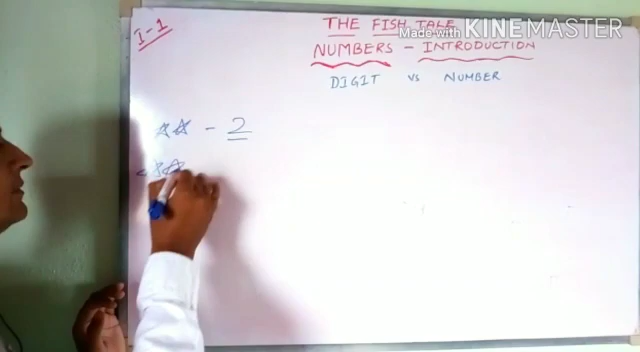 I-1
THE FISH TALE
Made with KINEMASTER
NUMBERS - INTRODUCTION
DIGIT vs NUMBER
- 2